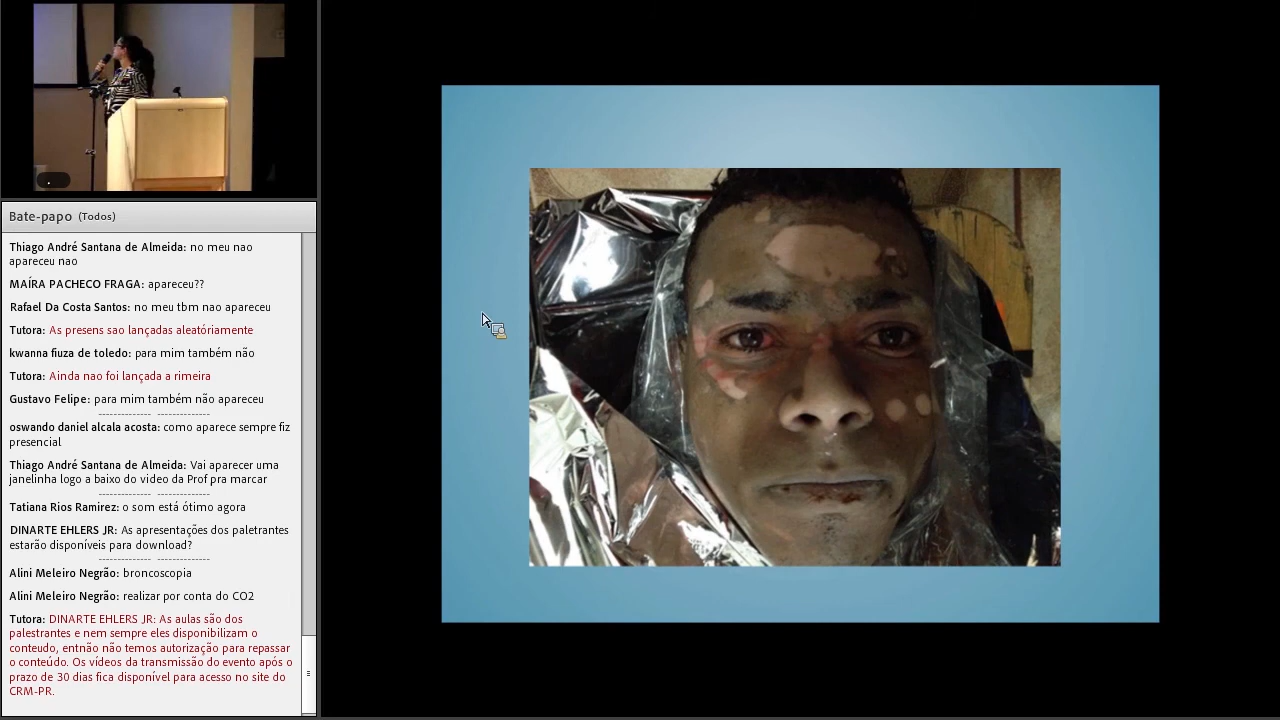 Bate-papo (Todos)
Thiago André Santana de Almeida: no meu nao
apareceu nao
MAÍRA PACHECO FRAGA: apareceu??
Rafael Da Costa Santos: no meu tbm nao apareceu
Tutora: As presens sao lançadas aleatóriamente
kwanna fiuza de toledo: para mim também não
Tutora: Ainda nao foi lançada a rimeira
Gustavo Felipe: para mim também não apareceu
oswando daniel alcala acosta: como aparece sempre fiz
presencial
Thiago André Santana de Almeida: Vai aparecer uma
janelinha logo a baixo do video da Prof pra marcar
Tatiana Rios Ramirez: o som está ótimo agora
DINARTE EHLERS JR: As apresentações dos paletrantes
estarão disponíveis para download?
Alini Meleiro Negrão: broncoscopia
Alini Meleiro Negrão: realizar por conta do CO2
Tutora: DINARTE EHLERS JR: As aulas são dos
palestrantes e nem sempre eles disponibilizam o
conteudo, entnão não temos autorização para repassar
o conteúdo. Os vídeos da transmissão do evento após o
prazo de 30 dias fica disponível para acesso no site do
CRM-PR.